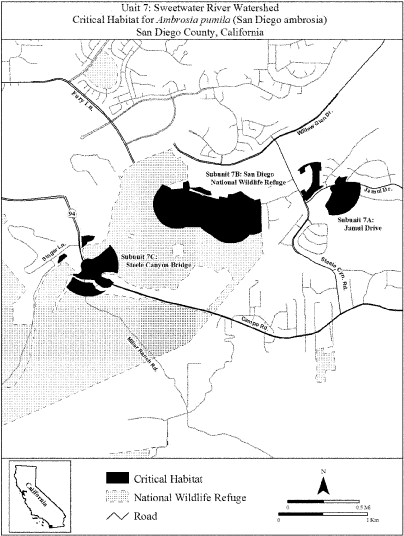 Unit 7: Sweetwater River Watershed
Critical Habitat for Ambrosia pumila (San Diego ambrosia)
San Diego County, California
Fury Ln.
Willow Glen Dr.
Subunit 7B: San Diego
National Wildlife Refuge
Jamul Dr.
94
Subunit 7A:
Jamul Drive
Singer Ln.
Subunit 7C:
Steele Canyon Bridge
Steele Cyn. Rd.
Campo Rd.
Millar Ranch Rd.
California
Critical Habitat
National Wildlife Refuge
Road
N
0 0.5 Mi
0 1 Km